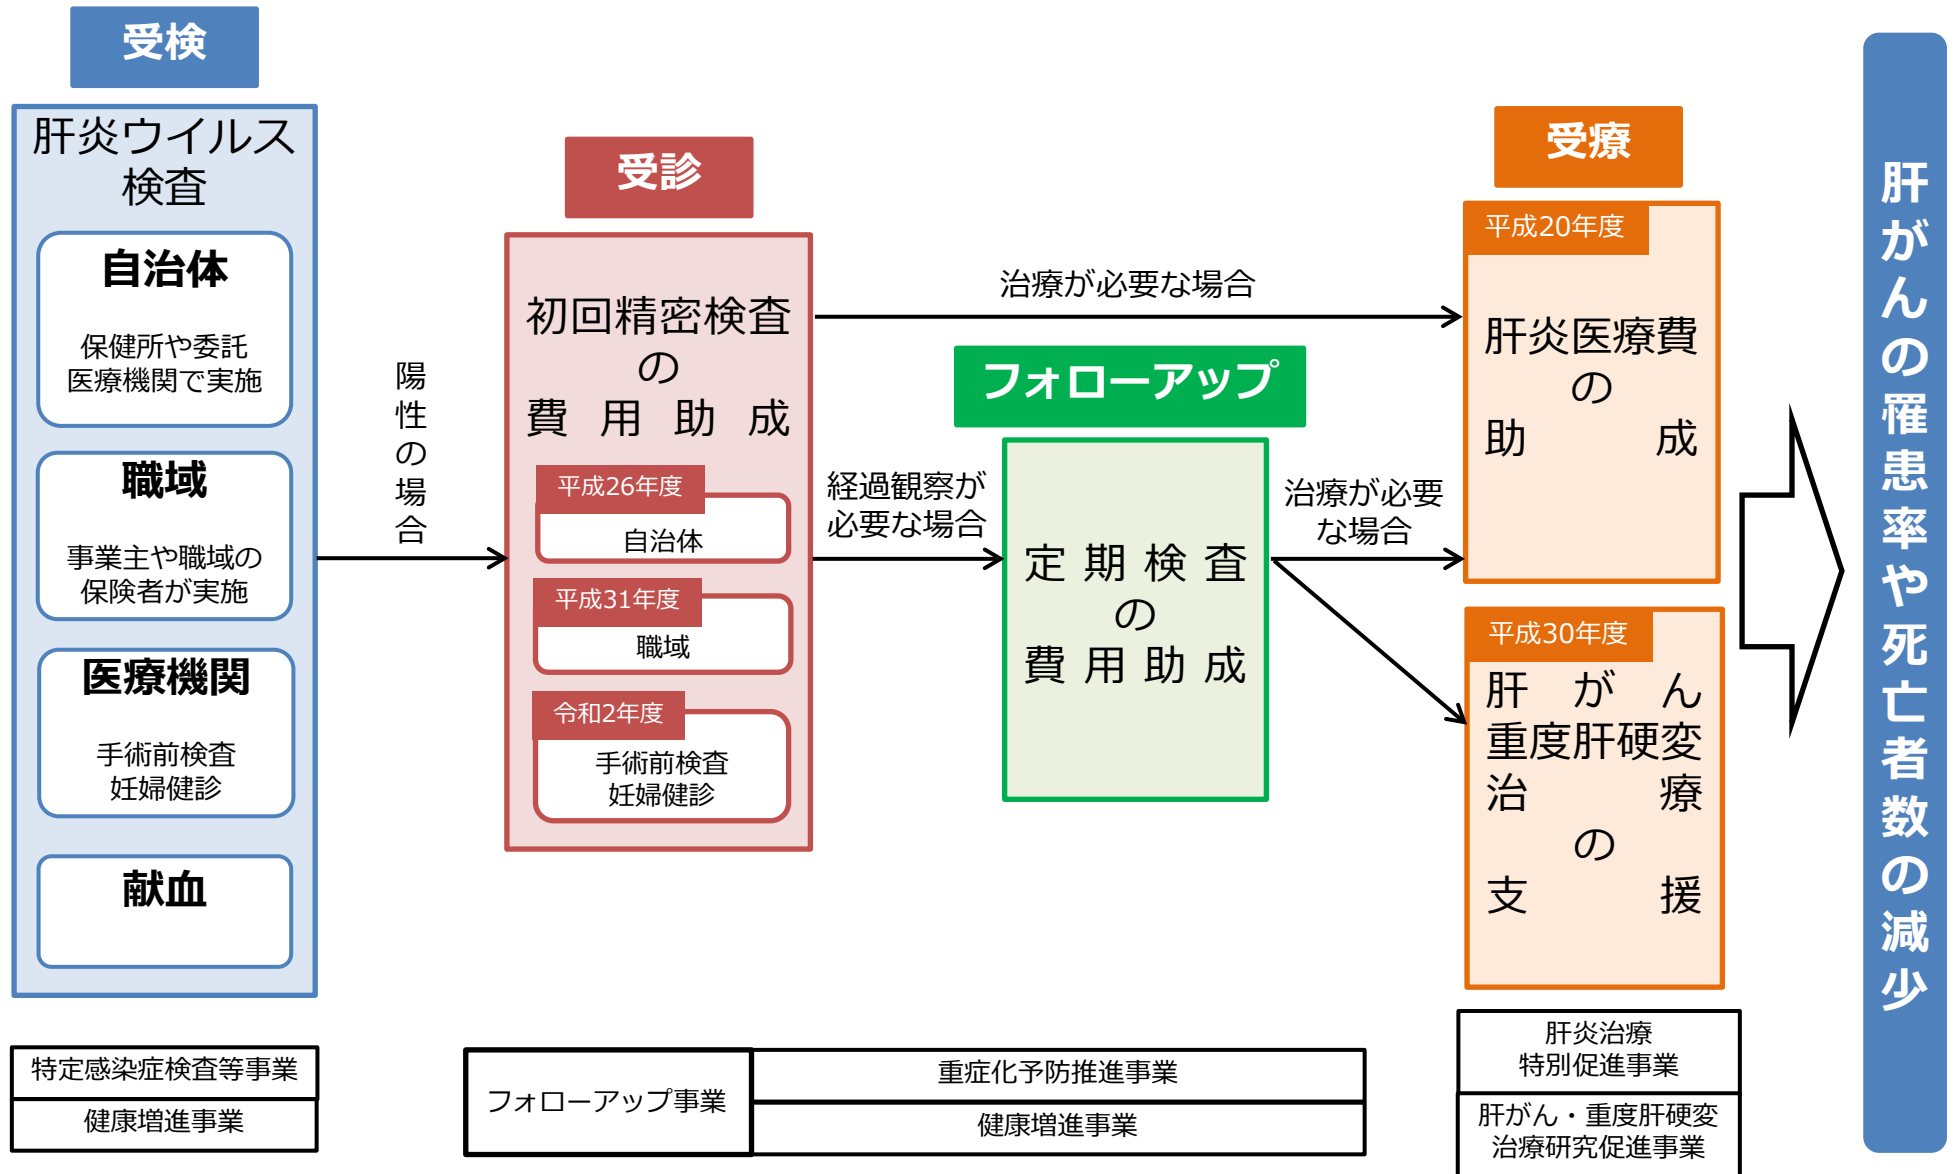 受検
肝炎ウイルス
検査
自治体
保健所や委託
医療機関で実施
職域
事業主や職域の
保険者が実施
医療機関
手術前検査
妊婦健診
献血
特定感染症検査等事業
健康増進事業
陽性の場合
受診
初回精密検査
の
費用助成
平成26年度
自治体
平成31年度
職域
令和2年度
手術前検査
妊婦健診
治療が必要な場合
経過観察が
必要な場合
フォローアップ
定期検査
の
費用助成
治療が必要
な場合
フォローアップ事業
重症化予防推進事業
健康増進事業
受療
平成20年度
肝炎医療費
の
助成
平成30年度
肝がん
重度肝硬変
治療
の
支援
肝炎治療
特別促進事業
肝がん・重度肝硬変
治療研究促進事業
肝がんの罹患率や死亡者数の減少